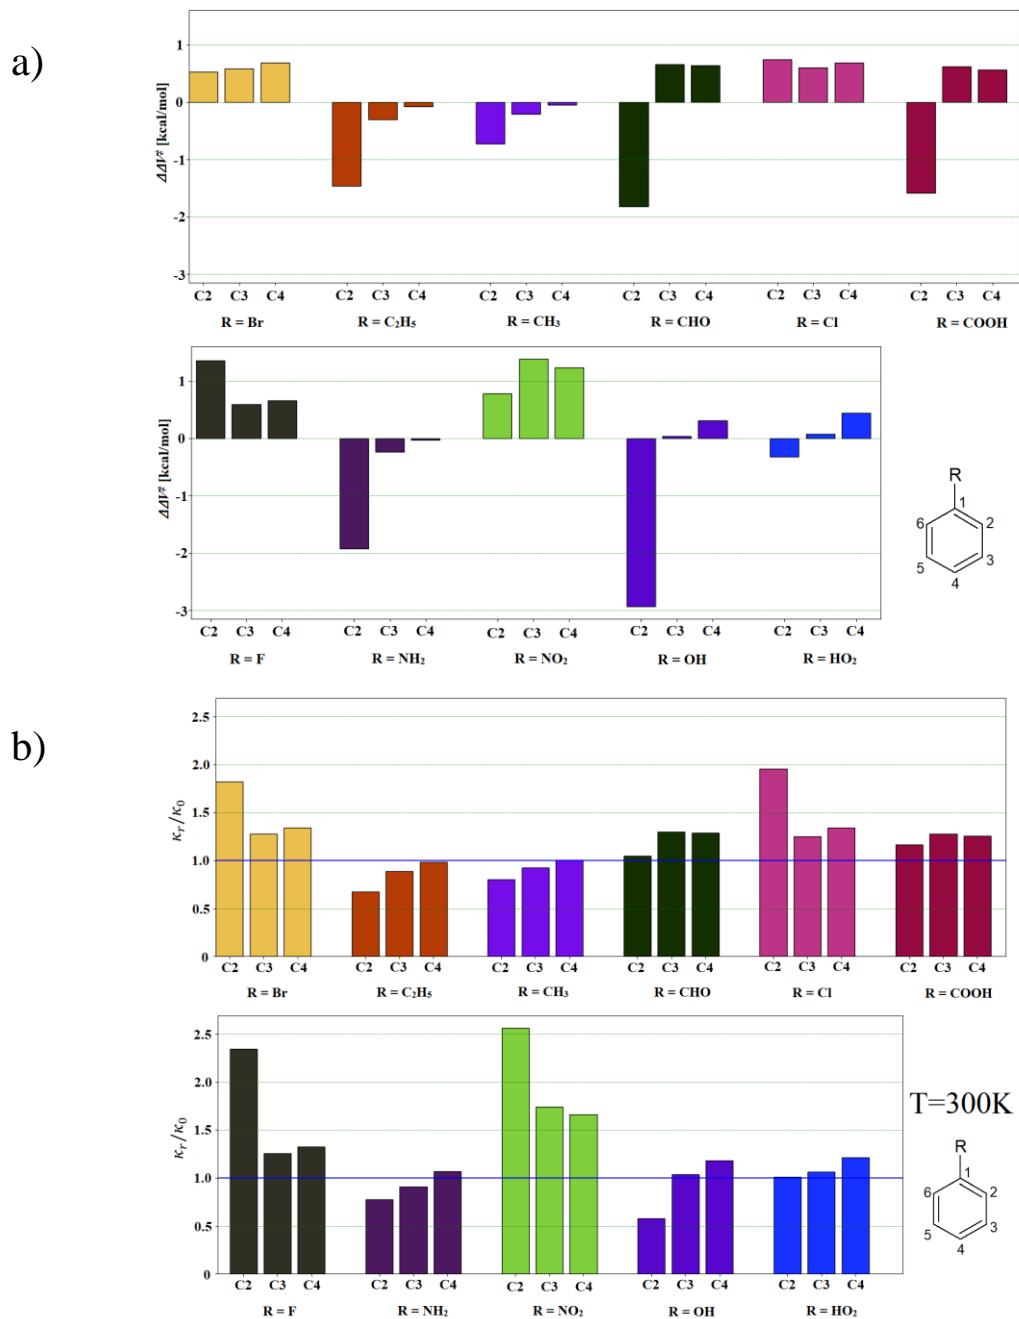 a)
ΔΔV‡ [kcal/mol]
1
0
-1
-2
-3
C2 C3 C4 C2 C3 C4 C2 C3 C4 C2 C3 C4 C2 C3 C4 C2 C3 C4
R = Br R = C₂H₅ R = CH₃ R = CHO R = Cl R = COOH
ΔΔV‡ [kcal/mol]
1
0
-1
-2
-3
C2 C3 C4 C2 C3 C4 C2 C3 C4 C2 C3 C4 C2 C3 C4
R = F R = NH₂ R = NO₂ R = OH R = HO₂
R
1
6 2
5 3
4
b)
κr/κ0
2.5
2.0
1.5
1.0
0.5
0
C2 C3 C4 C2 C3 C4 C2 C3 C4 C2 C3 C4 C2 C3 C4 C2 C3 C4
R = Br R = C₂H₅ R = CH₃ R = CHO R = Cl R = COOH
κr/κ0
2.5
2.0
1.5
1.0
0.5
0
C2 C3 C4 C2 C3 C4 C2 C3 C4 C2 C3 C4 C2 C3 C4
R = F R = NH₂ R = NO₂ R = OH R = HO₂
T=300K
R
1
6 2
5 3
4